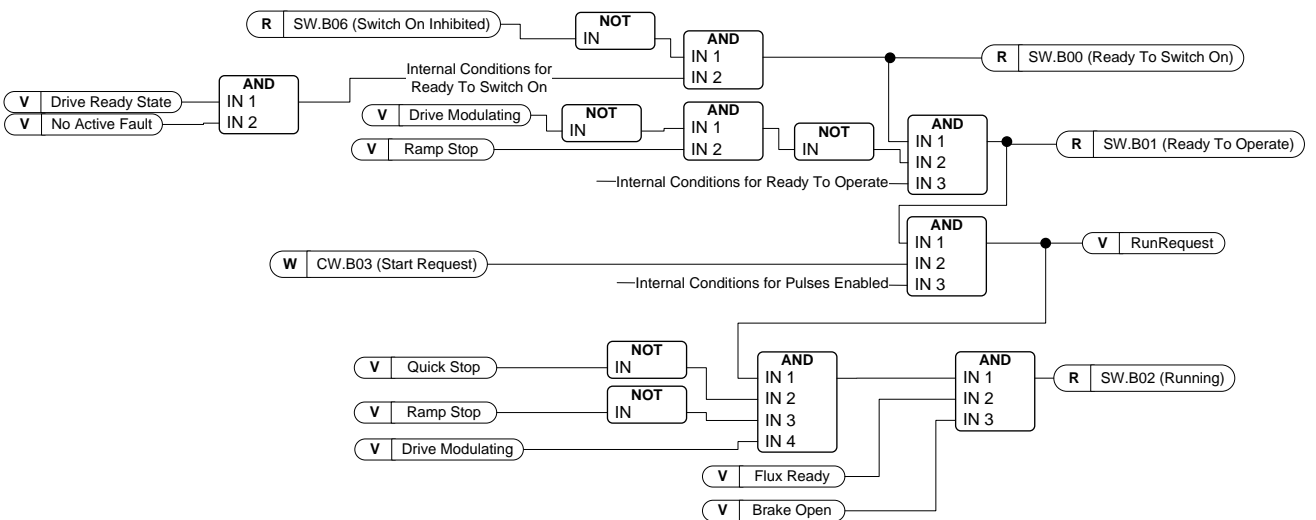 R SW.B06 (Switch On Inhibited)
NOT
IN
AND
IN 1
IN 2
R SW.B00 (Ready To Switch On)
Internal Conditions for
Ready To Switch On
AND
IN 1
IN 2
V Drive Ready State
V No Active Fault
V Drive Modulating
NOT
IN
AND
IN 1
IN 2
V Ramp Stop
NOT
IN
AND
IN 1
IN 2
IN 3
R SW.B01 (Ready To Operate)
Internal Conditions for Ready To Operate
AND
IN 1
IN 2
IN 3
V RunRequest
W CW.B03 (Start Request)
Internal Conditions for Pulses Enabled
V Quick Stop
NOT
IN
V Ramp Stop
NOT
IN
V Drive Modulating
AND
IN 1
IN 2
IN 3
IN 4
AND
IN 1
IN 2
IN 3
R SW.B02 (Running)
V Flux Ready
V Brake Open